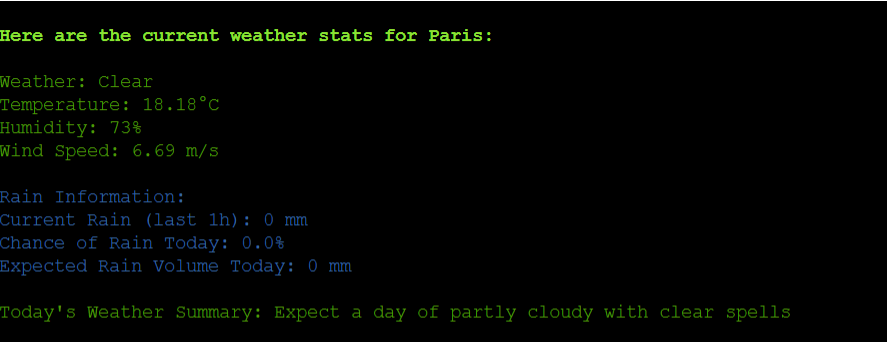 Here are the current weather stats for Paris:
Weather: Clear
Temperature: 18.18°C
Humidity: 73%
Wind Speed: 6.69 m/s
Rain Information:
Current Rain (last 1h): 0 mm
Chance of Rain Today: 0.0%
Expected Rain Volume Today: 0 mm
Today's Weather Summary: Expect a day of partly cloudy with clear spells